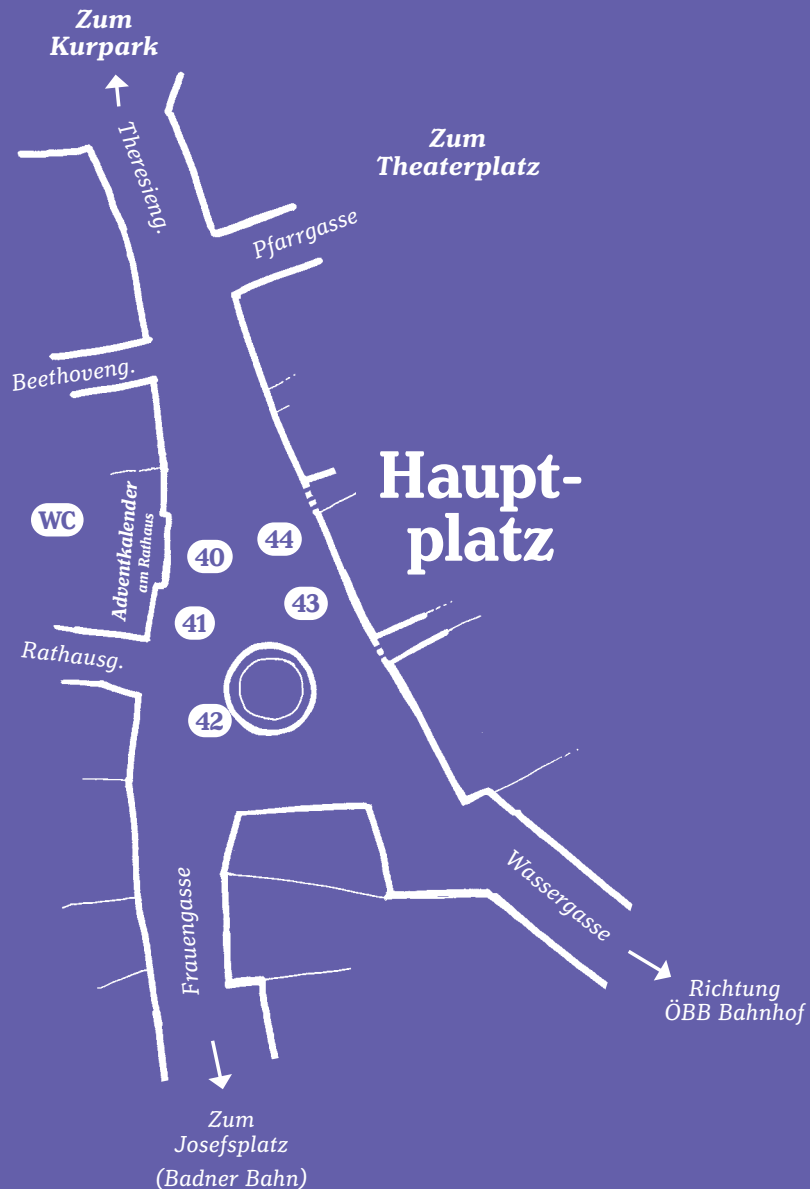 Zum
Kurpark
Theresieng.
Zum
Theaterplatz
Pfarrgasse
Beethoveng.
Haupt-
platz
WC
Adventkalender
am Rathaus
40
44
43
41
Rathausg.
42
Wassergasse
Frauengasse
Richtung
ÖBB Bahnhof
Zum
Josefsplatz
(Badner Bahn)